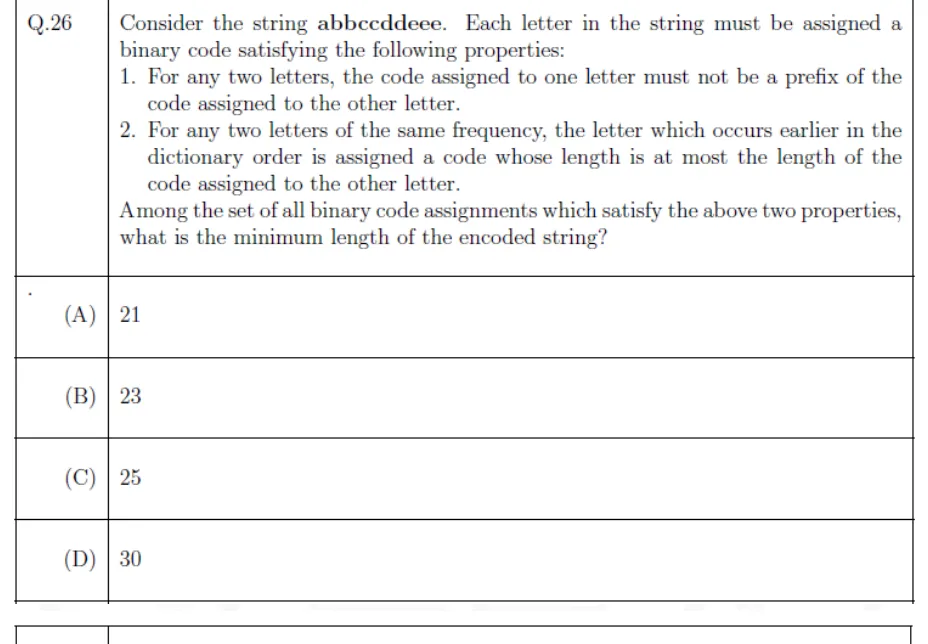 Q.26 Consider the string abbccddeee. Each letter in the string must be assigned a
binary code satisfying the following properties:
1. For any two letters, the code assigned to one letter must not be a prefix of the
code assigned to the other letter.
2. For any two letters of the same frequency, the letter which occurs earlier in the
dictionary order is assigned a code whose length is at most the length of the
code assigned to the other letter.
Among the set of all binary code assignments which satisfy the above two properties,
what is the minimum length of the encoded string?
(A) 21
(B) 23
(C) 25
(D) 30